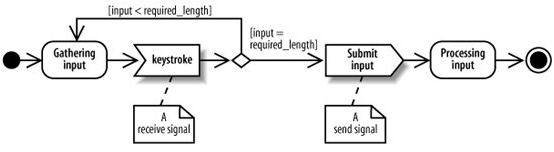 [input < required_length]
Gathering
input
keystroke
[input =
required_length]
Submit
input
Processing
input
A
receive signal
A
send signal